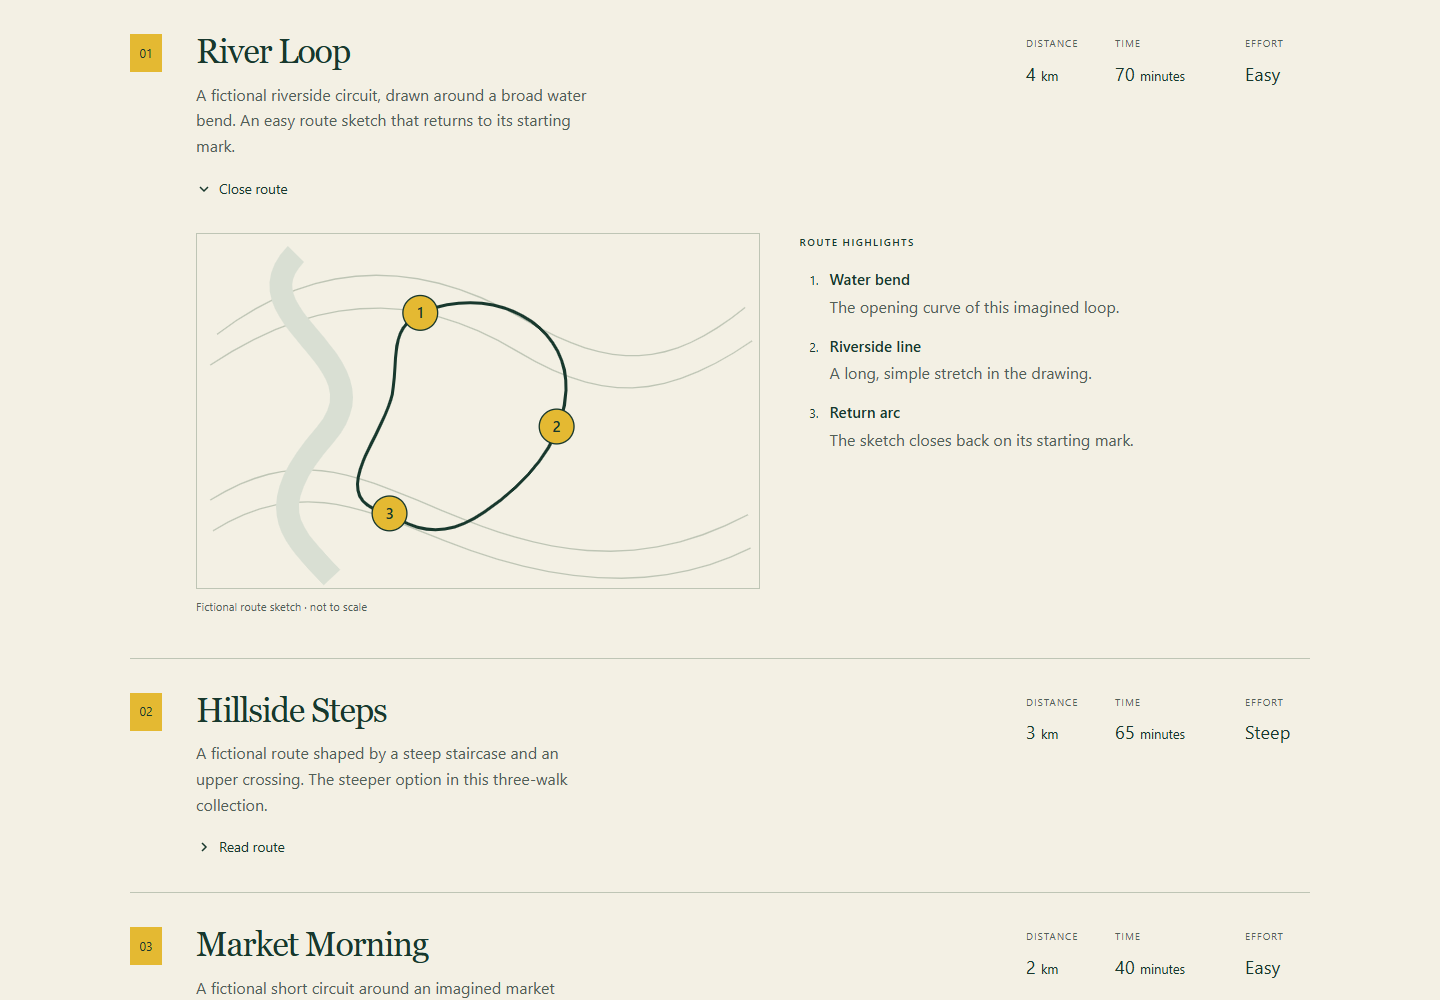 01
River Loop
A fictional riverside circuit, drawn around a broad water
bend. An easy route sketch that returns to its starting
mark.
DISTANCE
4 km
TIME
70 minutes
EFFORT
Easy
Close route
1
2
3
Fictional route sketch · not to scale
ROUTE HIGHLIGHTS
1. Water bend
The opening curve of this imagined loop.
2. Riverside line
A long, simple stretch in the drawing.
3. Return arc
The sketch closes back on its starting mark.
02
Hillside Steps
A fictional route shaped by a steep staircase and an
upper crossing. The steeper option in this three-walk
collection.
DISTANCE
3 km
TIME
65 minutes
EFFORT
Steep
Read route
03
Market Morning
A fictional short circuit around an imagined market
DISTANCE
2 km
TIME
40 minutes
EFFORT
Easy